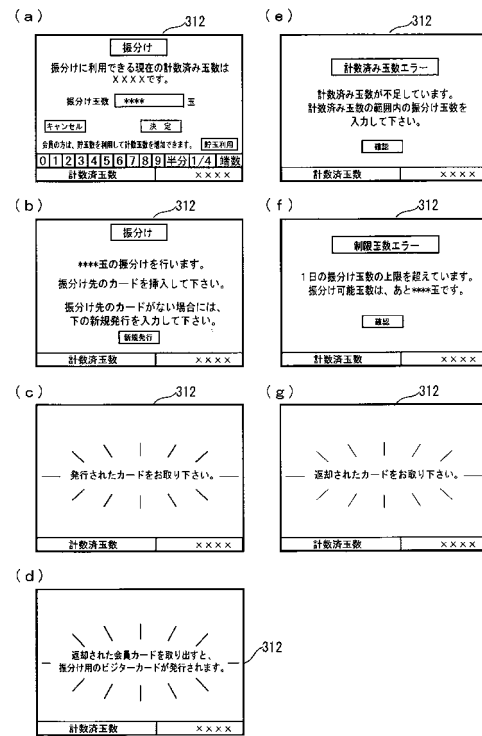 (a)
312
振分け
振分けに利用できる現在の計数済み玉数は
××××です。
振分け玉数 **** 玉
キャンセル 決定
会員の方は、貯玉数を利用して計数玉数を増加できます。 貯玉利用
0 1 2 3 4 5 6 7 8 9 半分 1/4 端数
計数済玉数 ××××
(b)
312
振分け
****玉の振分けを行います。
振分け先のカードを挿入して下さい。
振分け先のカードがない場合には、
下の新規発行を入力して下さい。
新規発行
計数済玉数 ××××
(c)
312
発行されたカードをお取り下さい。
計数済玉数 ××××
(d)
返却された会員カードを取り出すと、
振分け用のビジターカードが発行されます。
312
計数済玉数 ××××
(e)
312
計数済み玉数エラー
計数済み玉数が不足しています。
計数済み玉数の範囲内の振分け玉数を
入力して下さい。
確認
計数済玉数 ××××
(f)
312
制限玉数エラー
1日の振分け玉数の上限を超えています。
振分け可能玉数は、あと****玉です。
確認
計数済玉数 ××××
(g)
312
返却されたカードをお取り下さい。
計数済玉数 ××××